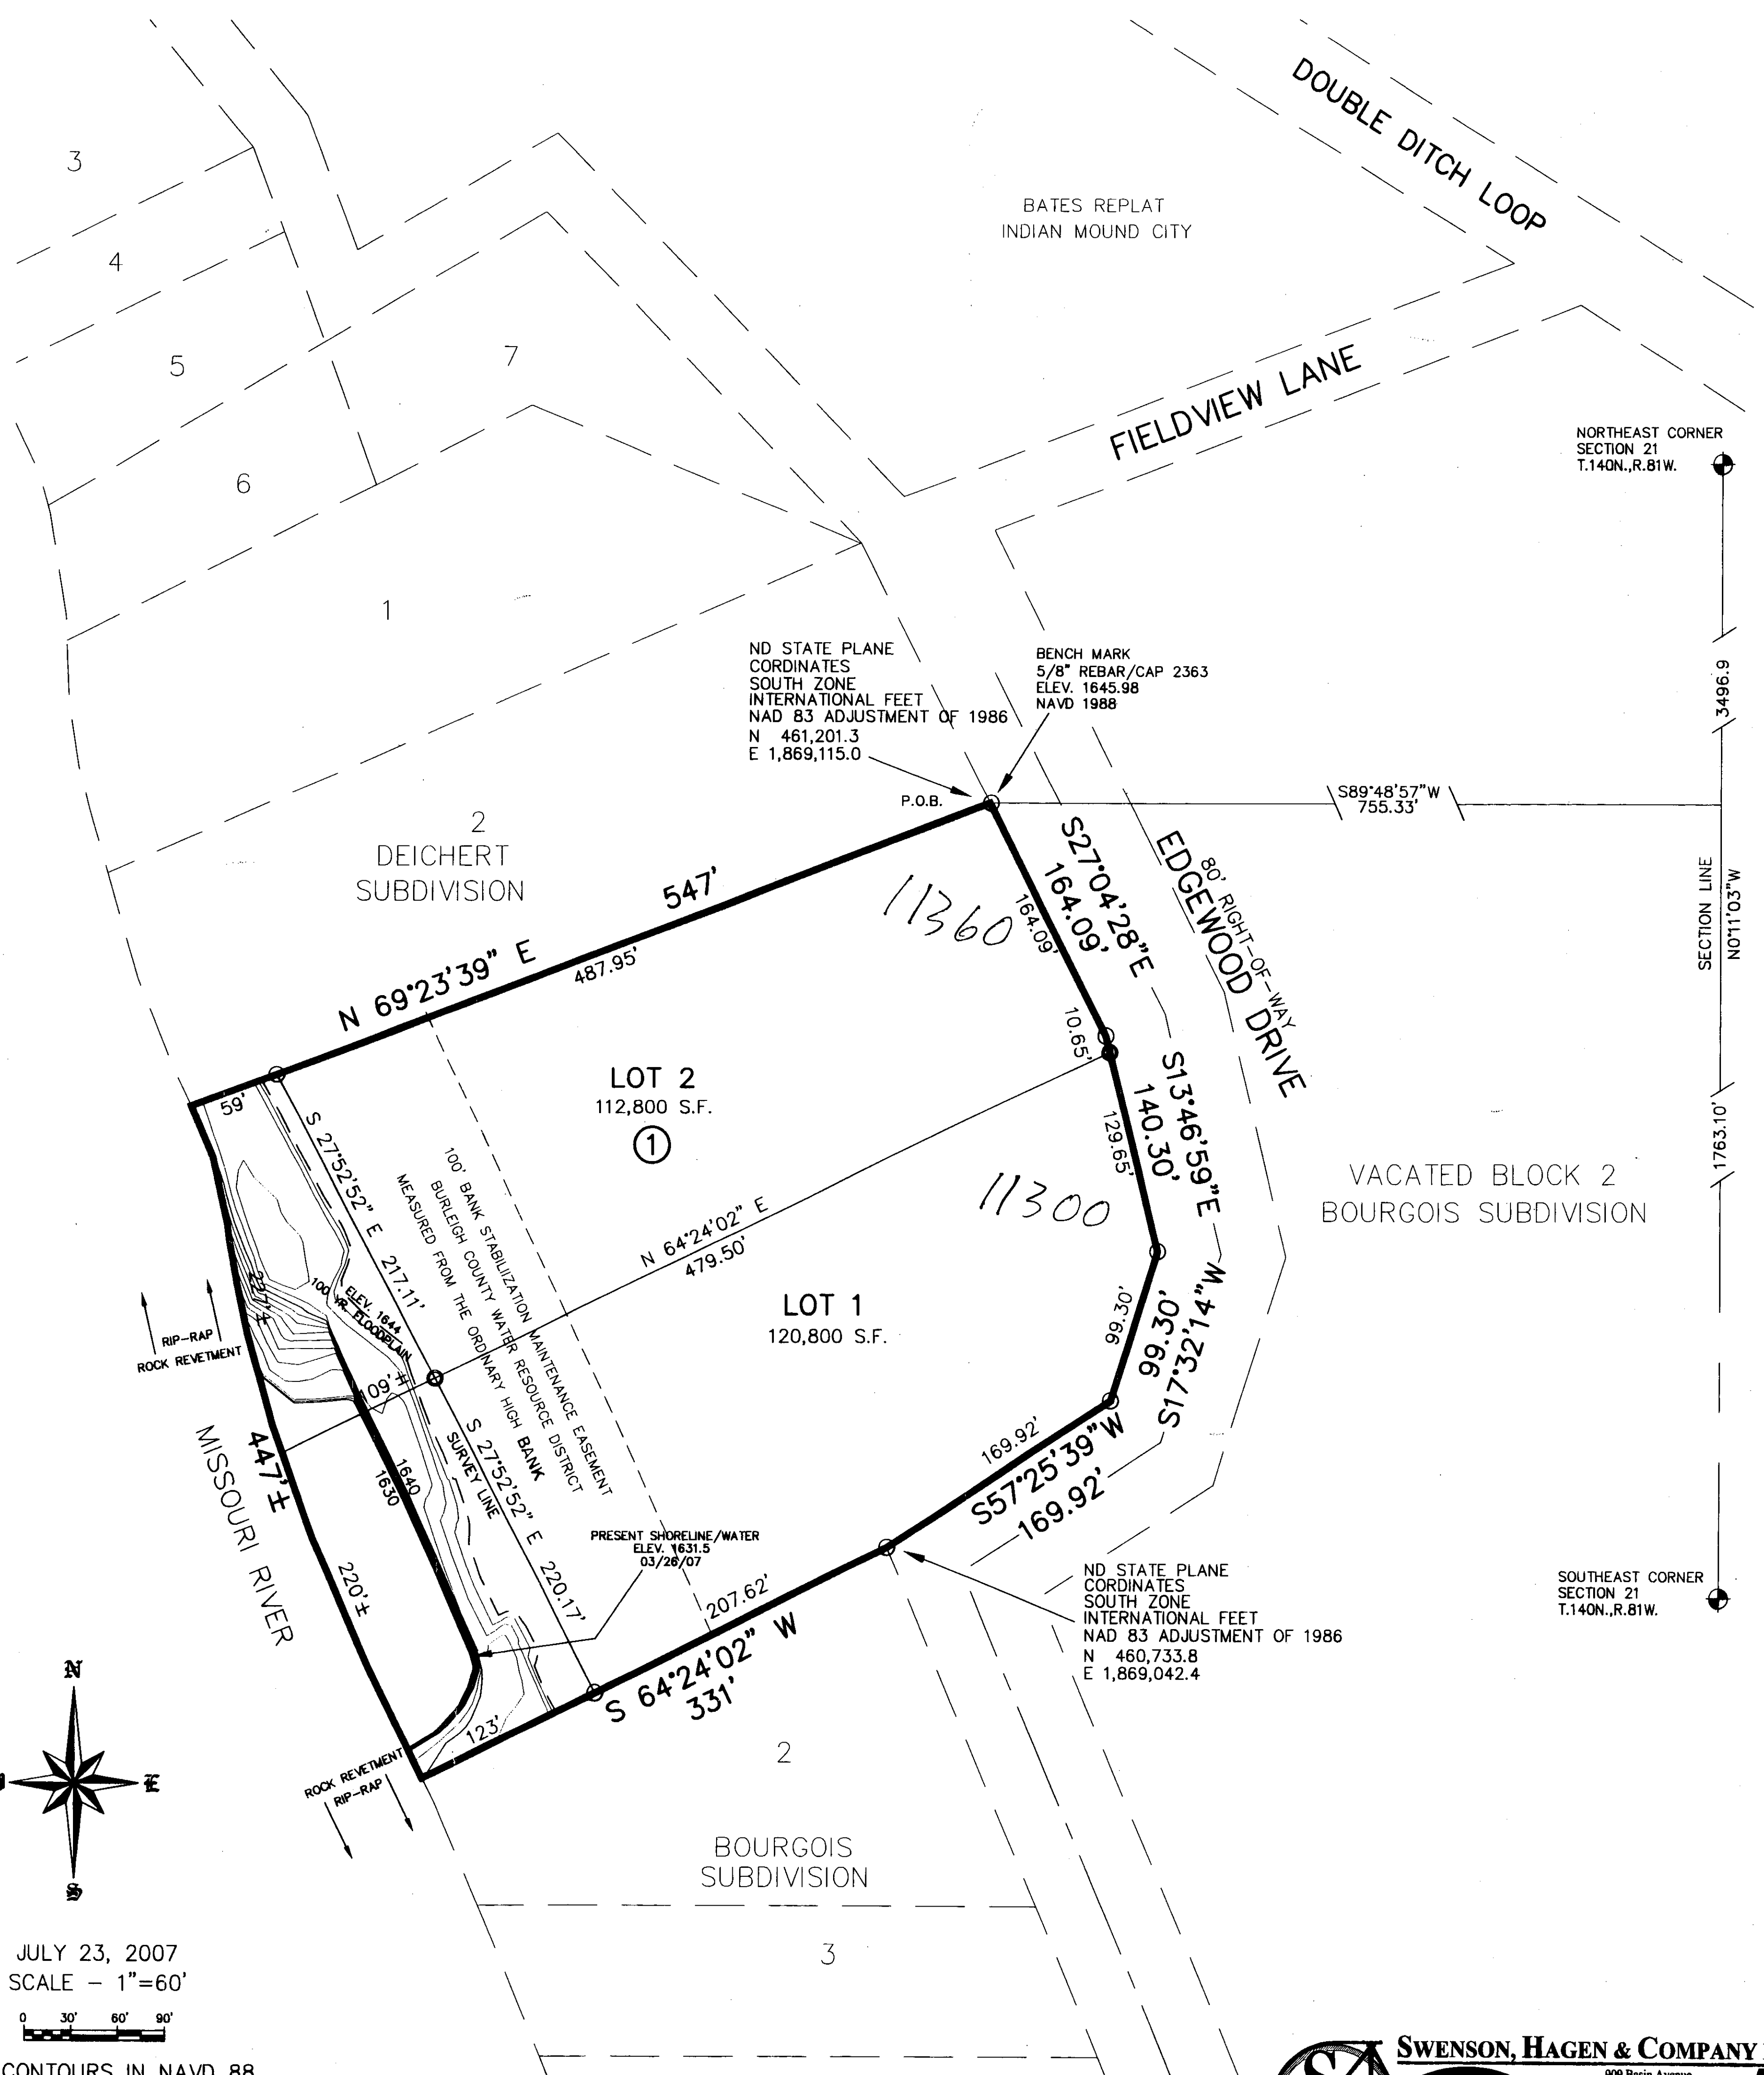 DOUBLE DITCH LOOP
3
BATES REPLAT
INDIAN MOUND CITY
4
5
7
FIELDVIEW LANE
NORTHEAST CORNER
SECTION 21
T.140N.,R.81W.
6
1
ND STATE PLANE
CORDINATES
SOUTH ZONE
INTERNATIONAL FEET
NAD 83 ADJUSTMENT OF 1986
N 461,201.3
E 1,869,115.0
BENCH MARK
5/8" REBAR/CAP 2363
ELEV. 1645.98
NAVD 1988
3496.9
P.O.B.
S89°48'57"W
755.33'
2
DEICHERT
SUBDIVISION
547'
N 69°23'39" E
487.95'
11360
S27°04'28"E
164.09'
164.09'
80' RIGHT-OF-WAY
EDGEWOOD DRIVE
SECTION LINE
N0°11'03"W
10.65'
LOT 2
112,800 S.F.
1
59'
S 27°52'52" E 217.11'
100' BANK STABILIIZATION MAINTENANCE EASEMENT
BURLEIGH COUNTY WATER RESOURCE DISTRICT
MEASURED FROM THE ORDINARY HIGH BANK
S13°46'59"E
140.30'
129.65'
1763.10'
VACATED BLOCK 2
BOURGOIS SUBDIVISION
11300
N 64°24'02" E
479.50'
227'±
ELEV. 1644
100 YR. FLOODPLAIN
RIP-RAP
ROCK REVETMENT
LOT 1
120,800 S.F.
99.30'
99.30'
S17°32'14"W
109'±
MISSOURI RIVER
447'±
1640
1630
SURVEY LINE
S 27°52'52" E 220.17'
169.92'
S57°25'39"W
169.92'
PRESENT SHORELINE/WATER
ELEV. 1631.5
03/26/07
220'±
207.62'
S 64°24'02" W
331'
ND STATE PLANE
CORDINATES
SOUTH ZONE
INTERNATIONAL FEET
NAD 83 ADJUSTMENT OF 1986
N 460,733.8
E 1,869,042.4
SOUTHEAST CORNER
SECTION 21
T.140N.,R.81W.
123'
ROCK REVETMENT
RIP-RAP
N
E
S
2
BOURGOIS
SUBDIVISION
3
JULY 23, 2007
SCALE - 1"=60'
0 30' 60' 90'
CONTOURS IN NAVD 88
SWENSON, HAGEN & COMPANY
909 Basin Avenue